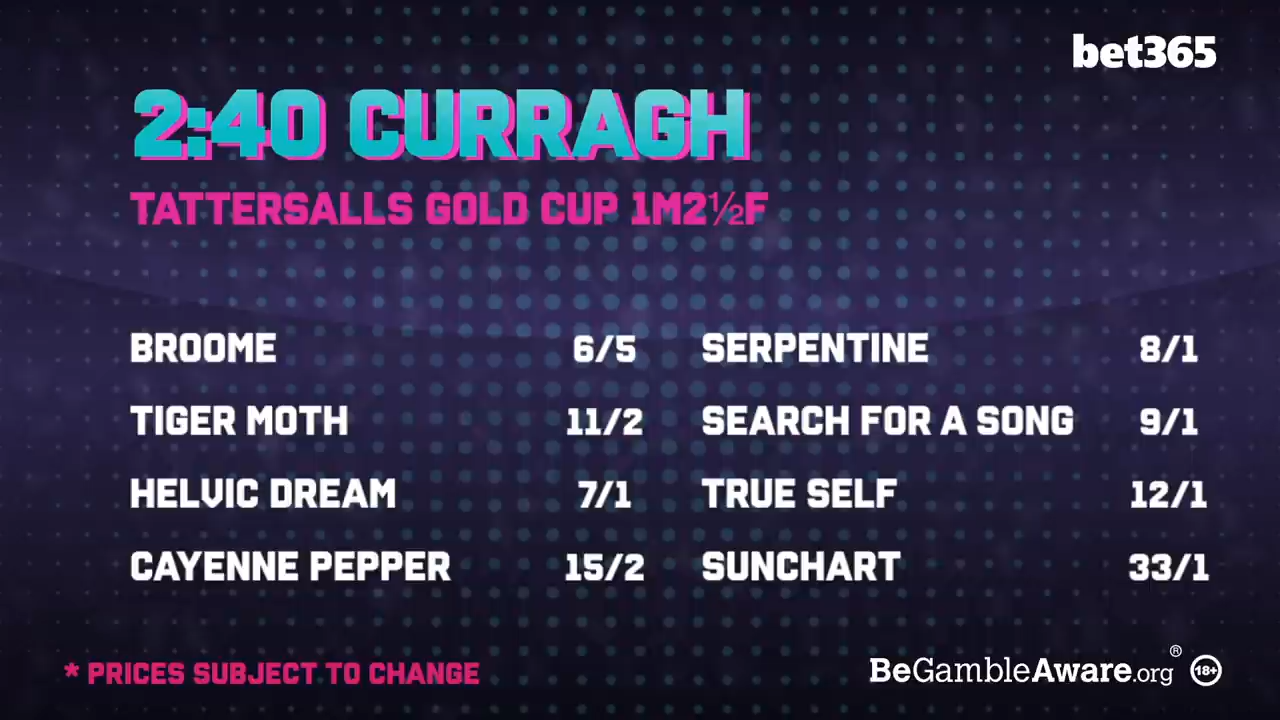 bet365
2:40 CURRAGH
TATTERSALLS GOLD CUP 1M2½F
BROOME 6/5 SERPENTINE 8/1
TIGER MOTH 11/2 SEARCH FOR A SONG 9/1
HELVIC DREAM 7/1 TRUE SELF 12/1
CAYENNE PEPPER 15/2 SUNCHART 33/1
* PRICES SUBJECT TO CHANGE BeGambleAware.org® 18+